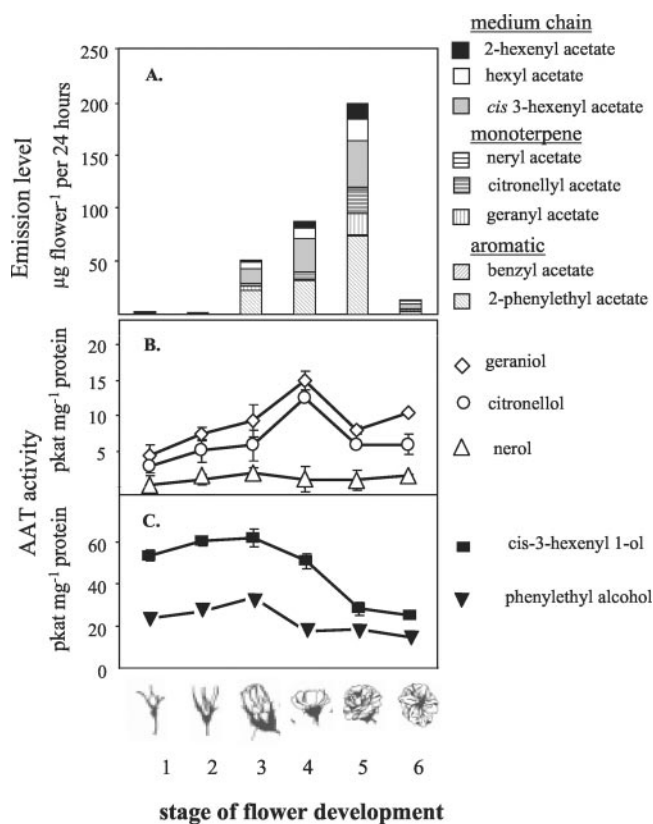 medium chain
2-hexenyl acetate
hexyl acetate
cis 3-hexenyl acetate
monoterpene
neryl acetate
citronellyl acetate
geranyl acetate
aromatic
benzyl acetate
2-phenylethyl acetate
A.
250
200
150
100
50
Emission level
µg flower⁻¹ per 24 hours
B.
20
15
10
5
pkat mg⁻¹ protein
geraniol
citronellol
nerol
AAT activity
C.
60
40
20
0
pkat mg⁻¹ protein
cis-3-hexenyl 1-ol
phenylethyl alcohol
1 2 3 4 5 6
stage of flower development